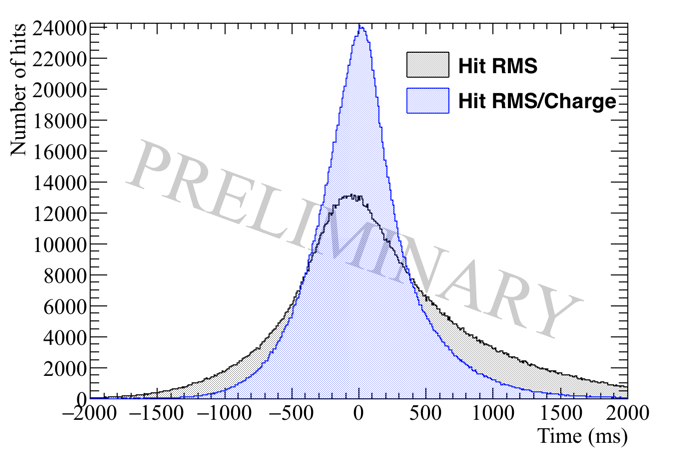 24000
22000
20000
18000
16000
14000
12000
10000
8000
6000
4000
2000
0
Number of hits
Hit RMS
Hit RMS/Charge
PRELIMINARY
−2000 −1500 −1000 −500 0 500 1000 1500 2000
Time (ms)